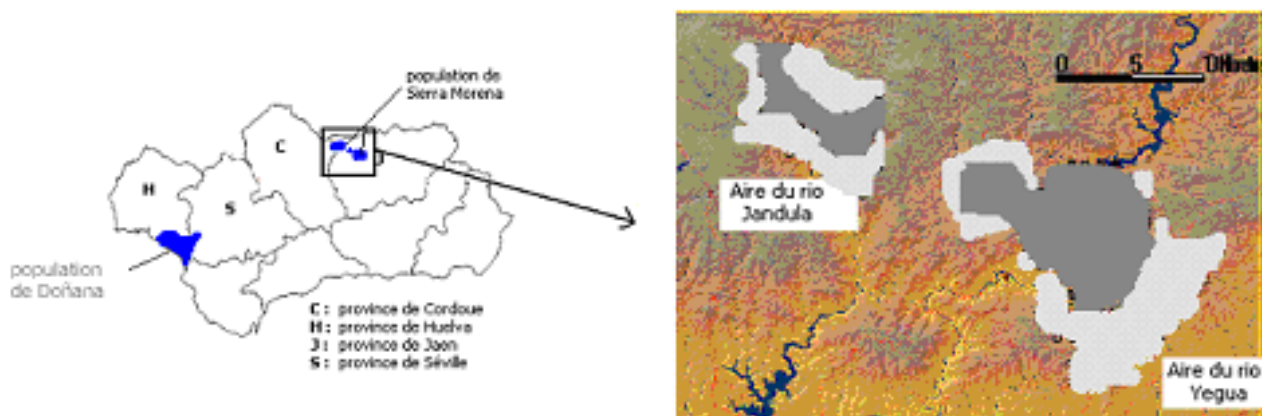 population de
Sierra Morena
C
H
S
population
de Doñana
C : province de Cordoue
H : province de Huelva
J : province de Jaen
S : province de Séville
0 5
Aire du rio
Jandula
Aire du rio
Yegua